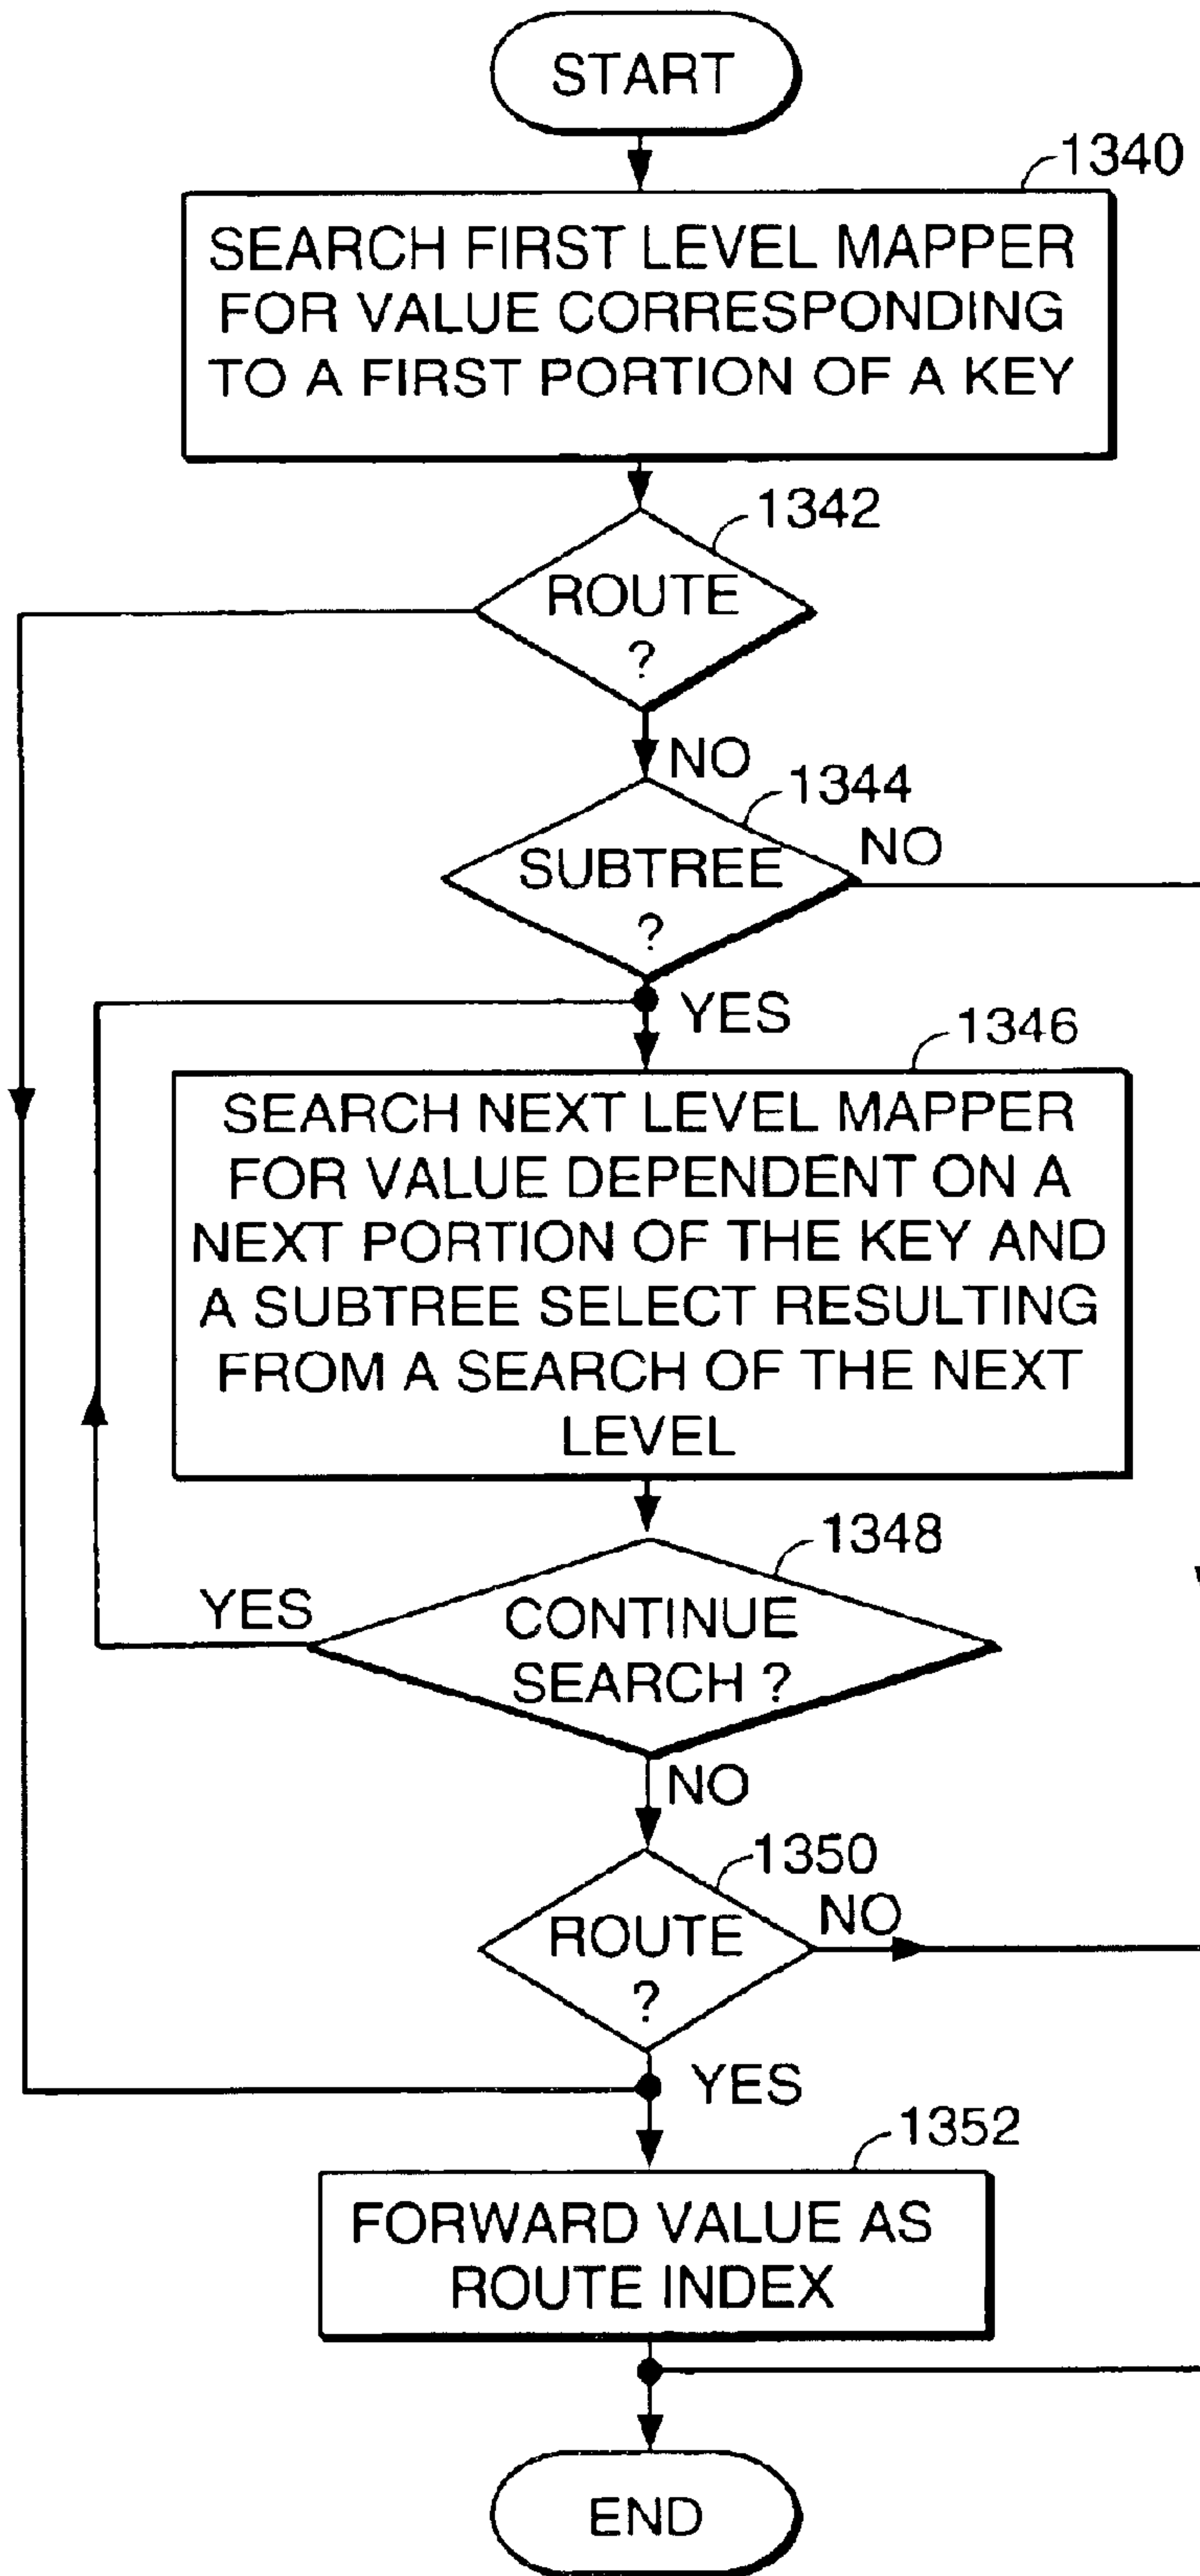 START
1340
SEARCH FIRST LEVEL MAPPER
FOR VALUE CORRESPONDING
TO A FIRST PORTION OF A KEY
1342
ROUTE
?
NO
1344
SUBTREE
?
NO
YES
1346
SEARCH NEXT LEVEL MAPPER
FOR VALUE DEPENDENT ON A
NEXT PORTION OF THE KEY AND
A SUBTREE SELECT RESULTING
FROM A SEARCH OF THE NEXT
LEVEL
1348
YES
CONTINUE
SEARCH ?
NO
1350
ROUTE
?
NO
YES
1352
FORWARD VALUE AS
ROUTE INDEX
END